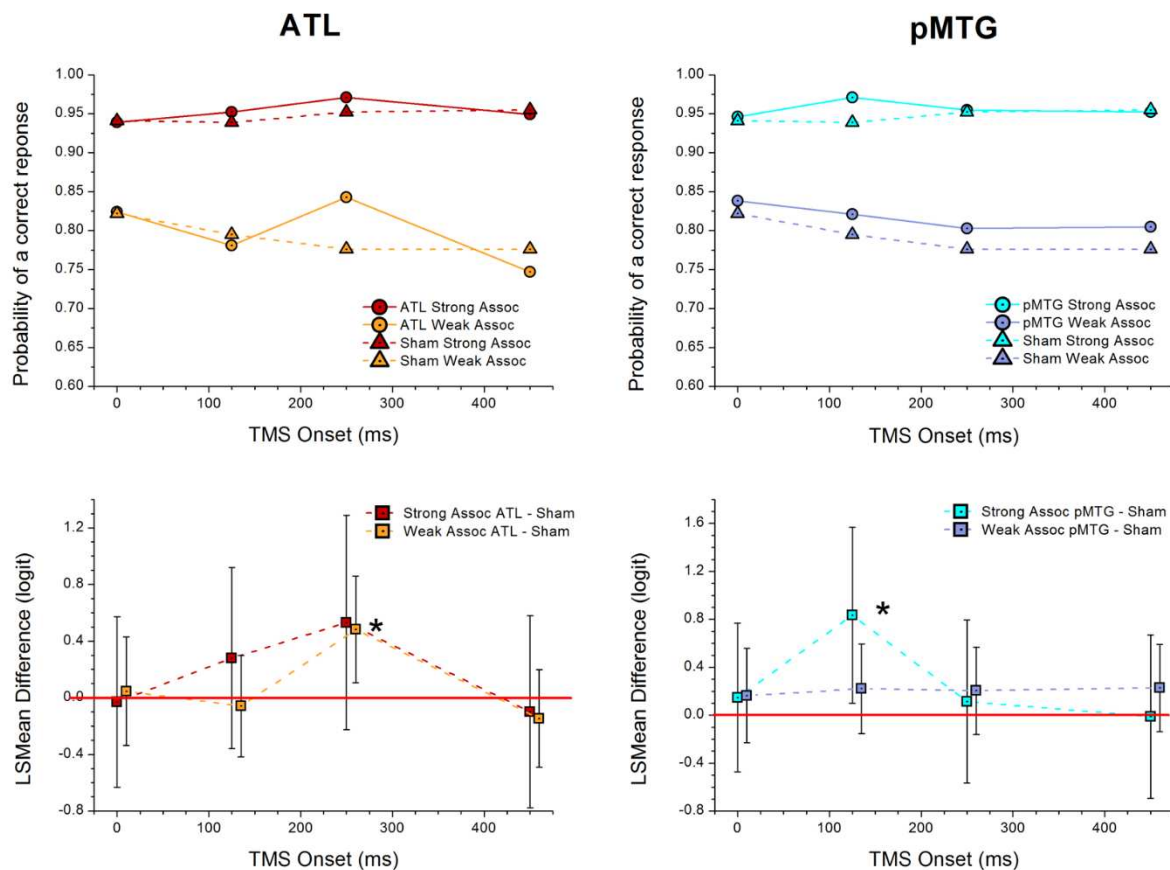 ATL
pMTG
Probability of a correct reponse
1.00
0.95
0.90
0.85
0.80
0.75
0.70
0.65
0.60
ATL Strong Assoc
ATL Weak Assoc
Sham Strong Assoc
Sham Weak Assoc
0
100
200
300
400
TMS Onset (ms)
Probability of a correct response
1.00
0.95
0.90
0.85
0.80
0.75
0.70
0.65
0.60
pMTG Strong Assoc
pMTG Weak Assoc
Sham Strong Assoc
Sham Weak Assoc
0
100
200
300
400
TMS Onset (ms)
LSMean Difference (logit)
1.2
0.8
0.4
0.0
-0.4
-0.8
Strong Assoc ATL - Sham
Weak Assoc ATL - Sham
*
0
100
200
300
400
TMS Onset (ms)
LSMean Difference (logit)
1.6
1.2
0.8
0.4
0.0
-0.4
-0.8
Strong Assoc pMTG - Sham
Weak Assoc pMTG - Sham
*
0
100
200
300
400
TMS Onset (ms)